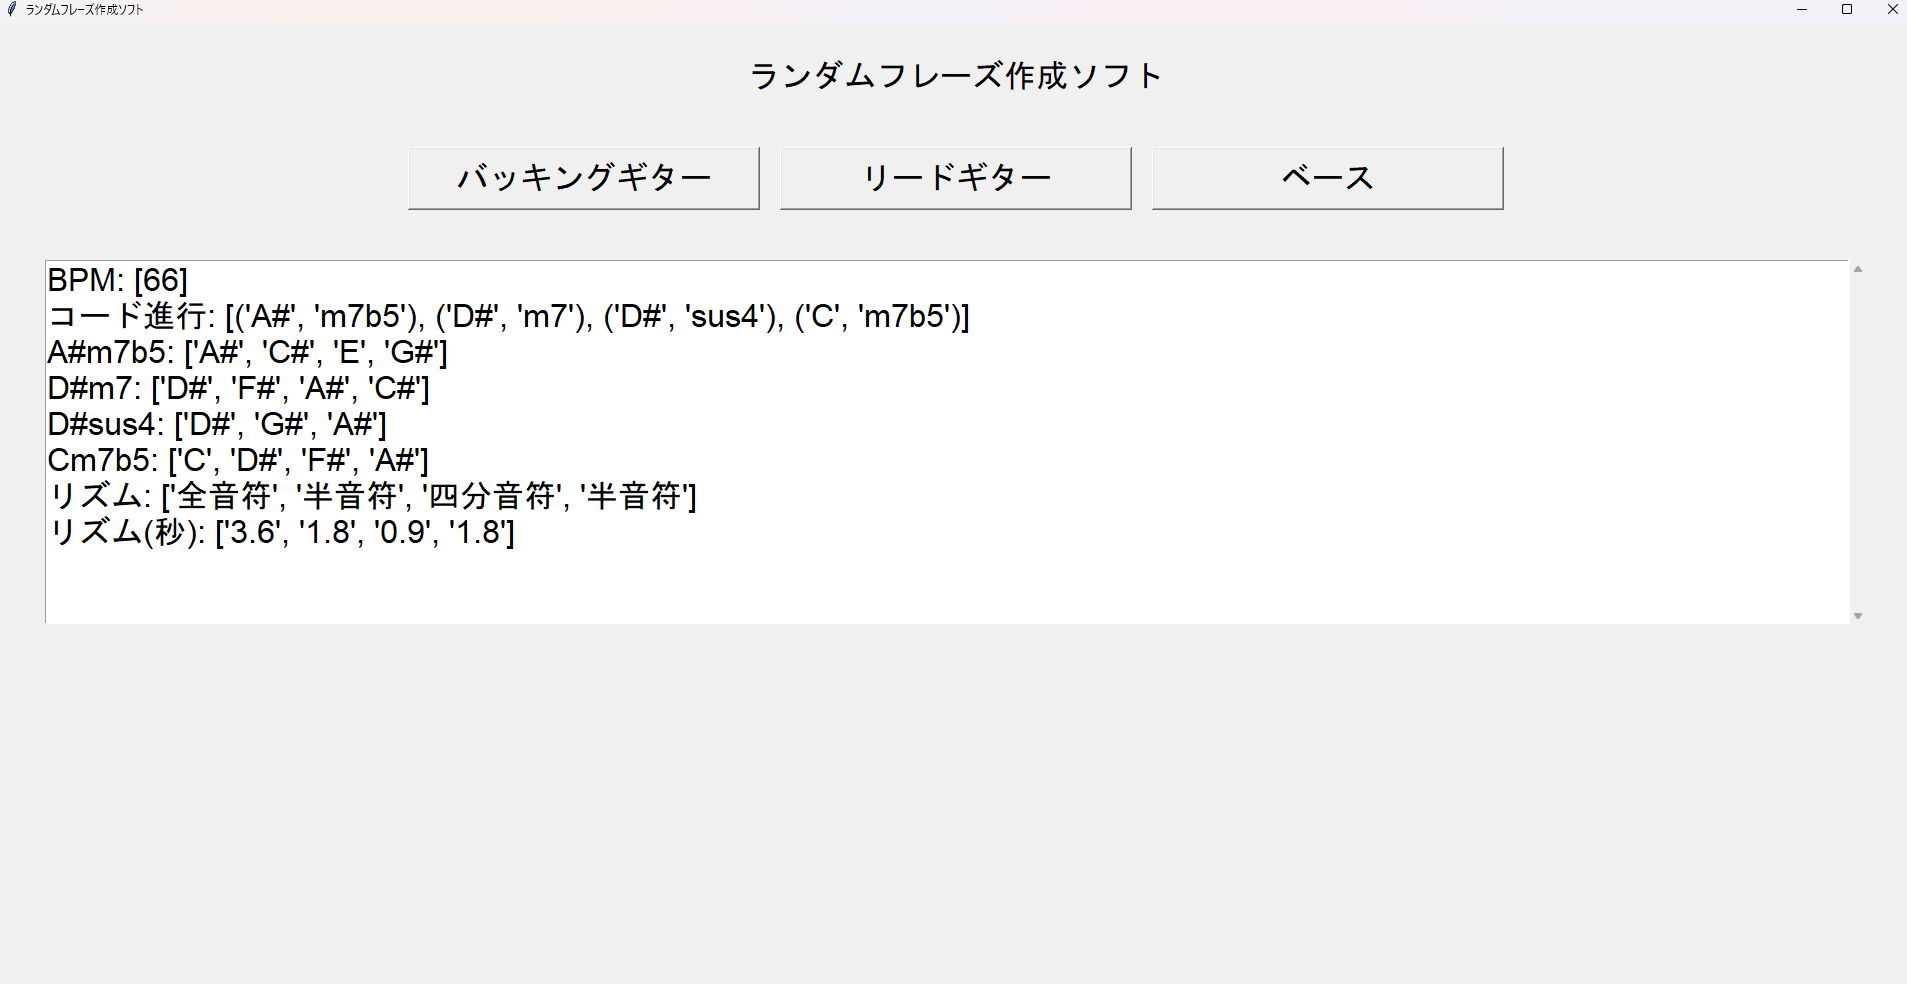 ランダムフレーズ作成ソフト
ランダムフレーズ作成ソフト
バッキングギター
リードギター
ベース
BPM: [66]
コード進行: [('A#', 'm7b5'), ('D#', 'm7'), ('D#', 'sus4'), ('C', 'm7b5')]
A#m7b5: ['A#', 'C#', 'E', 'G#']
D#m7: ['D#', 'F#', 'A#', 'C#']
D#sus4: ['D#', 'G#', 'A#']
Cm7b5: ['C', 'D#', 'F#', 'A#']
リズム: ['全音符', '半音符', '四分音符', '半音符']
リズム(秒): ['3.6', '1.8', '0.9', '1.8']